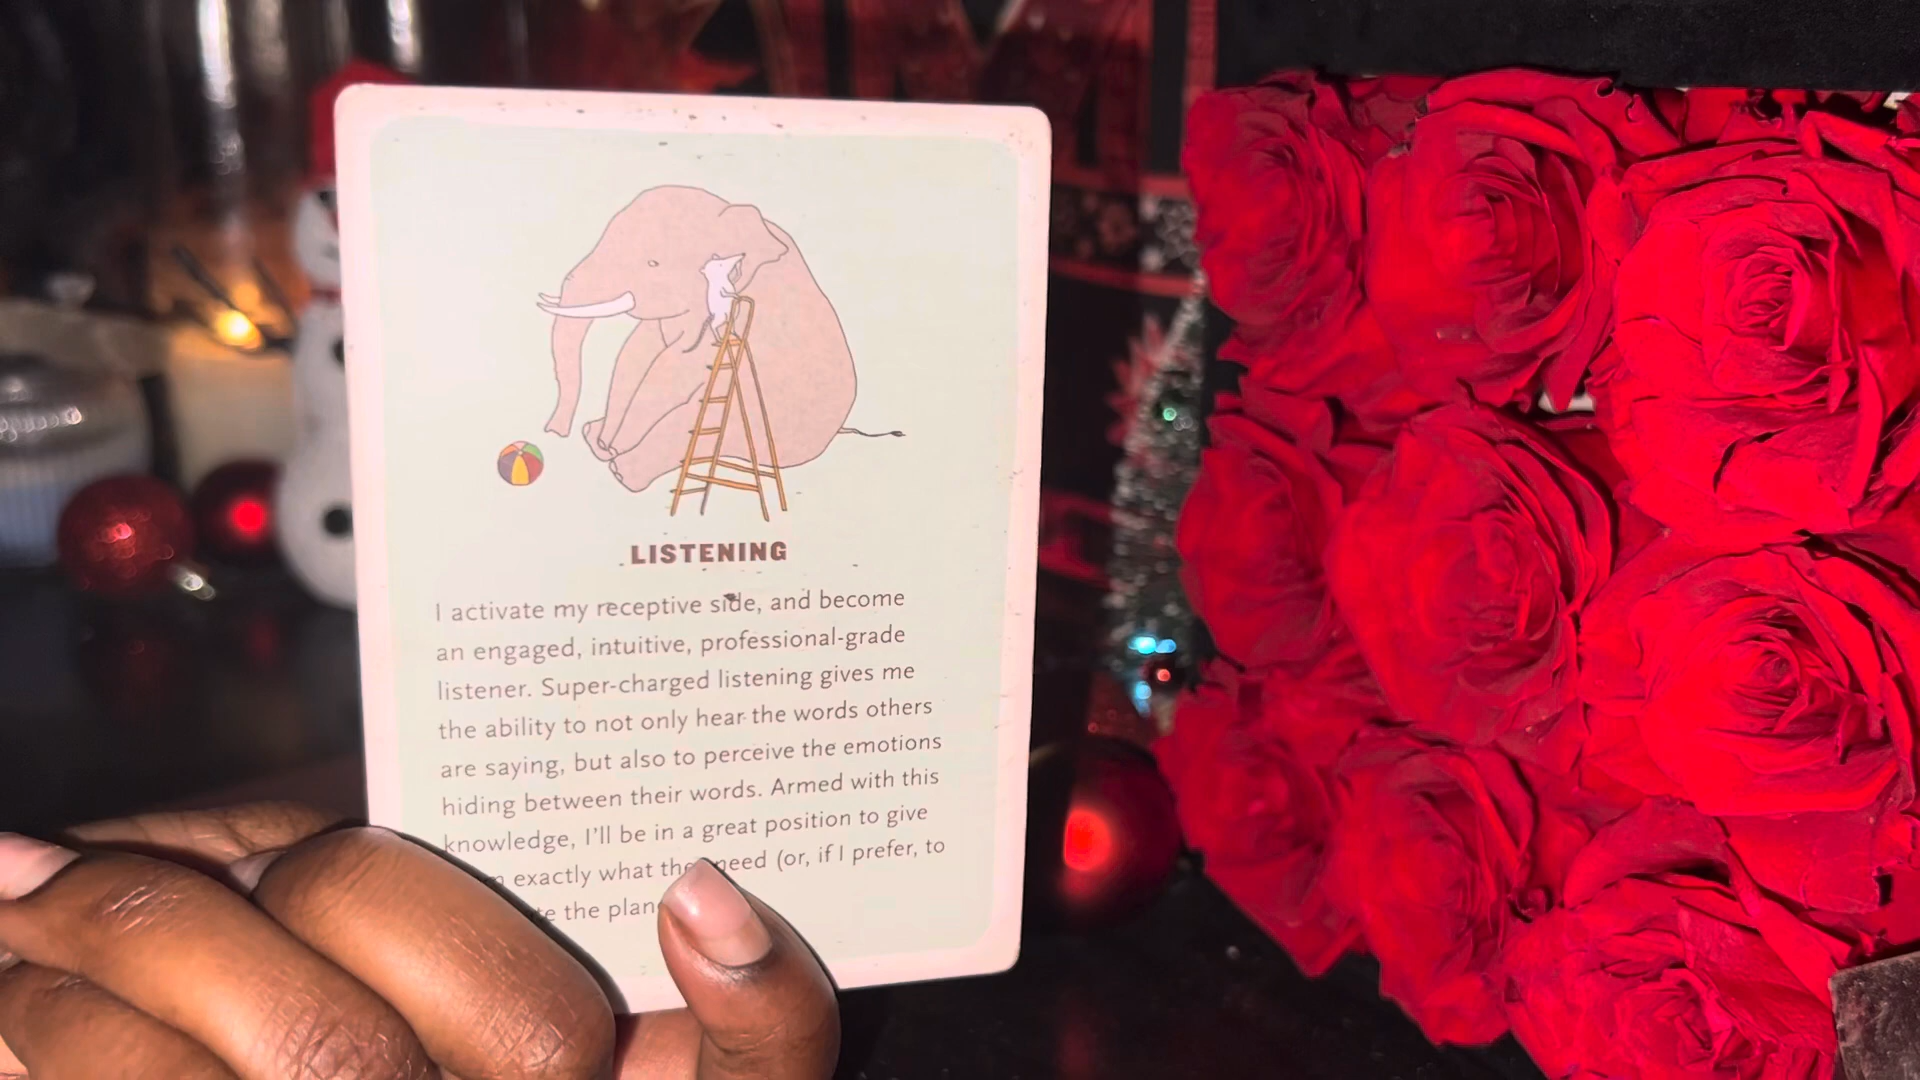 LISTENING
I activate my receptive side, and become
an engaged, intuitive, professional-grade
listener. Super-charged listening gives me
the ability to not only hear the words others
are saying, but also to perceive the emotions
hiding between their words. Armed with this
knowledge, I'll be in a great position to give
exactly what need (or, if I prefer, to
the